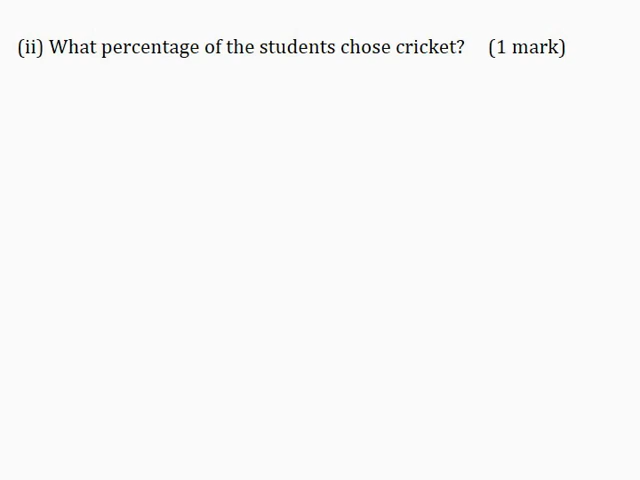 (ii) What percentage of the students chose cricket? (1 mark)